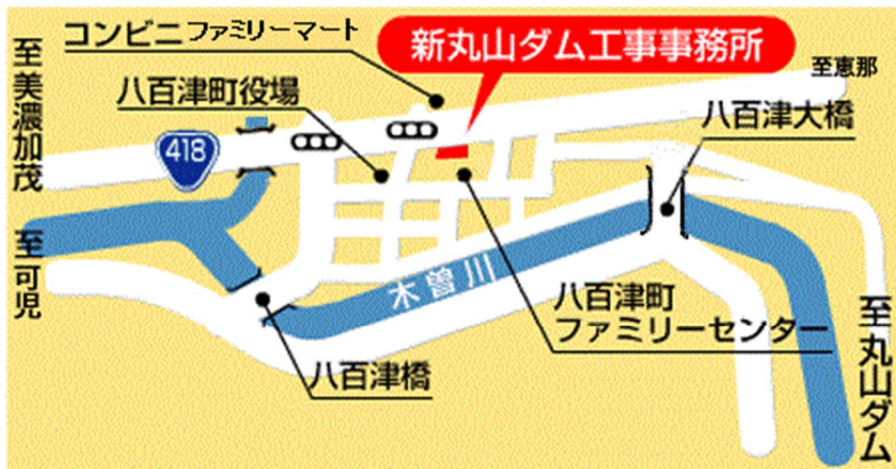 コンビニファミリーマート
新丸山ダム工事事務所
至美濃加茂
八百津町役場
至恵那
八百津大橋
418
至可児
木曽川
八百津町
ファミリーセンター
八百津橋
至丸山ダム